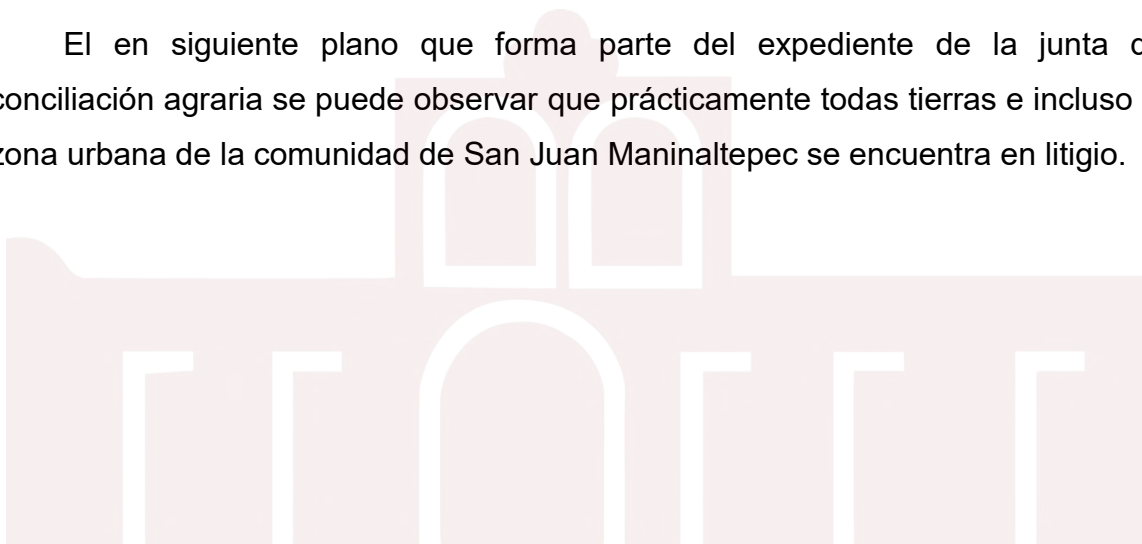 El en siguiente plano que forma parte del expediente de la junta
conciliación agraria se puede observar que prácticamente todas tierras e incluso
zona urbana de la comunidad de San Juan Maninaltepec se encuentra en litigio.